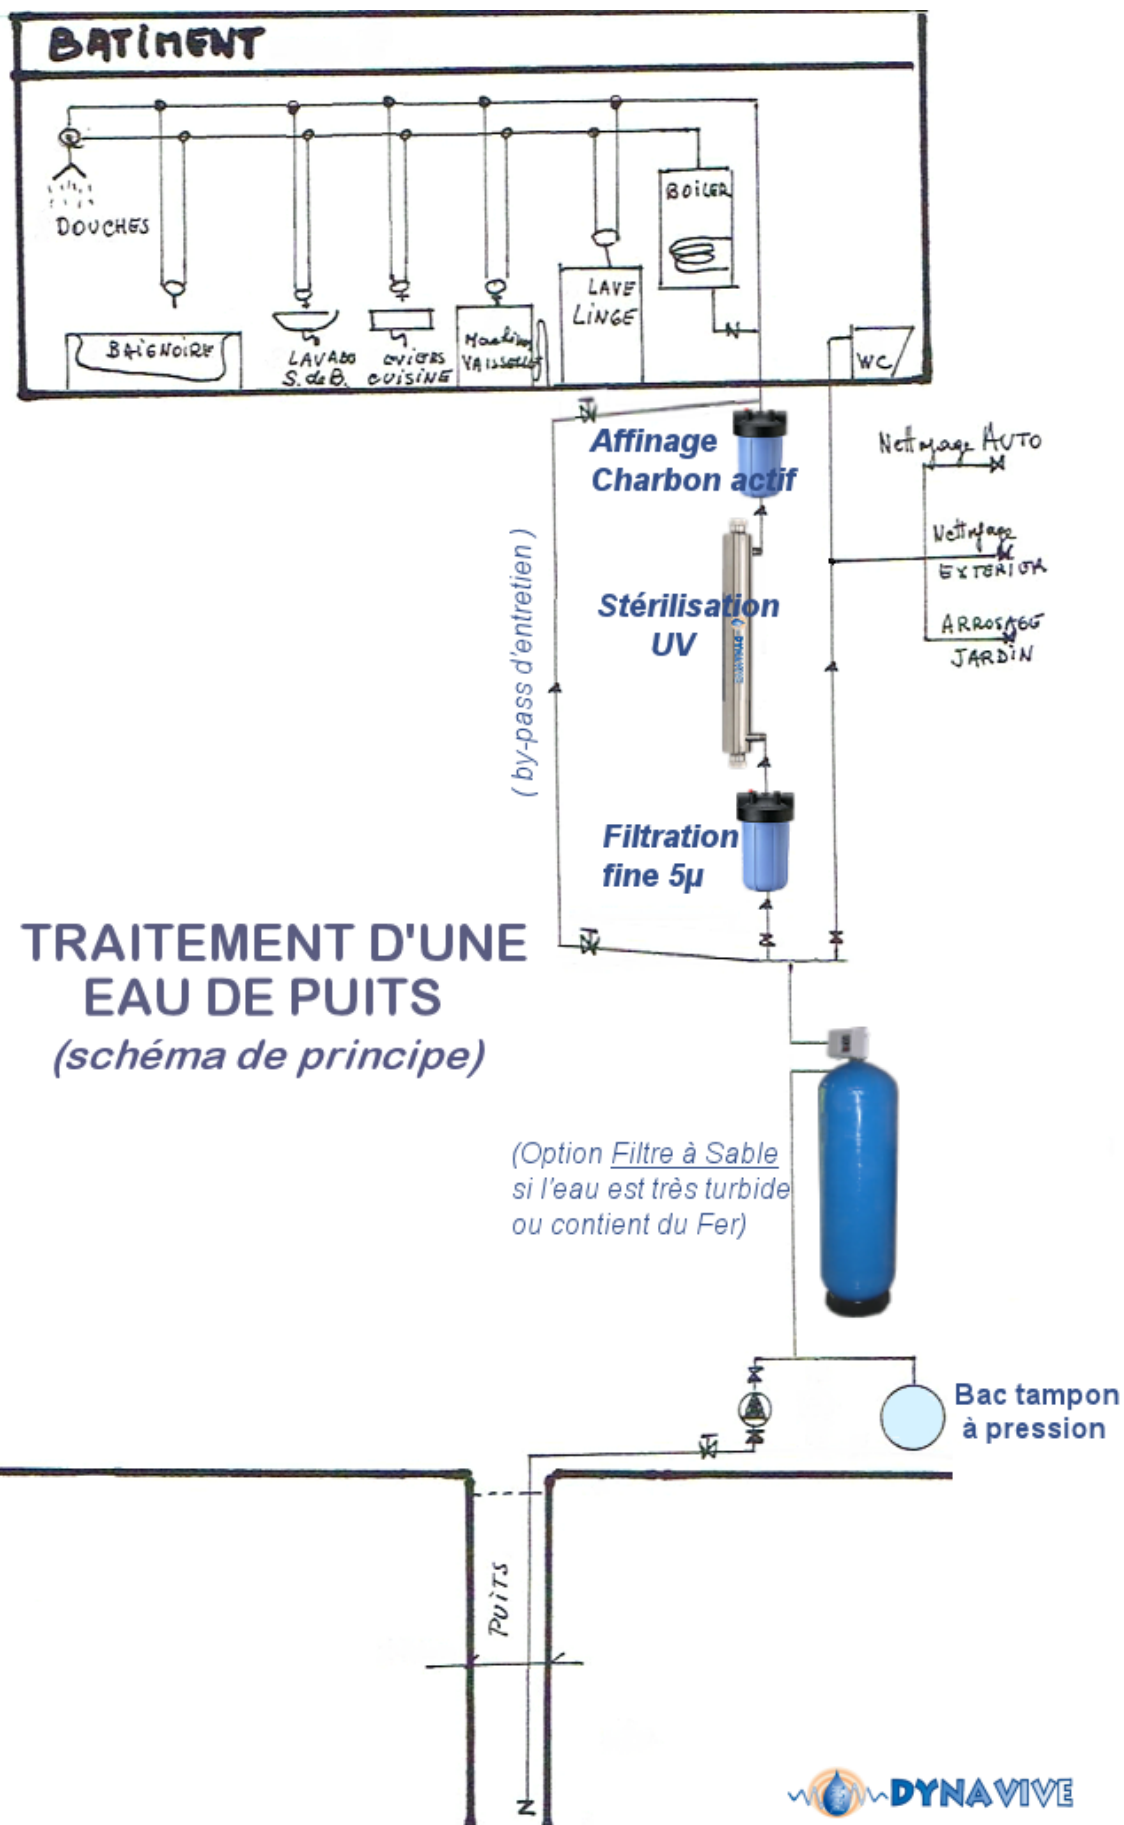 BATIMENT
DOUCHES
BAIGNOIRE
LAVABO
S. de B.
EVIERS
CUISINE
Machine
VAISSELLE
LAVE
LINGE
BOILER
WC
Affinage
Charbon actif
Nettoyage AUTO
Nettoyage
EXTERIOR
ARROSAGE
JARDIN
( by-pass d'entretien )
Stérilisation
UV
DYNAVIVE
Filtration
fine 5µ
TRAITEMENT D'UNE
EAU DE PUITS
(schéma de principe)
(Option Filtre à Sable
si l'eau est très turbide
ou contient du Fer)
Bac tampon
à pression
PUITS
DYNAVIVE